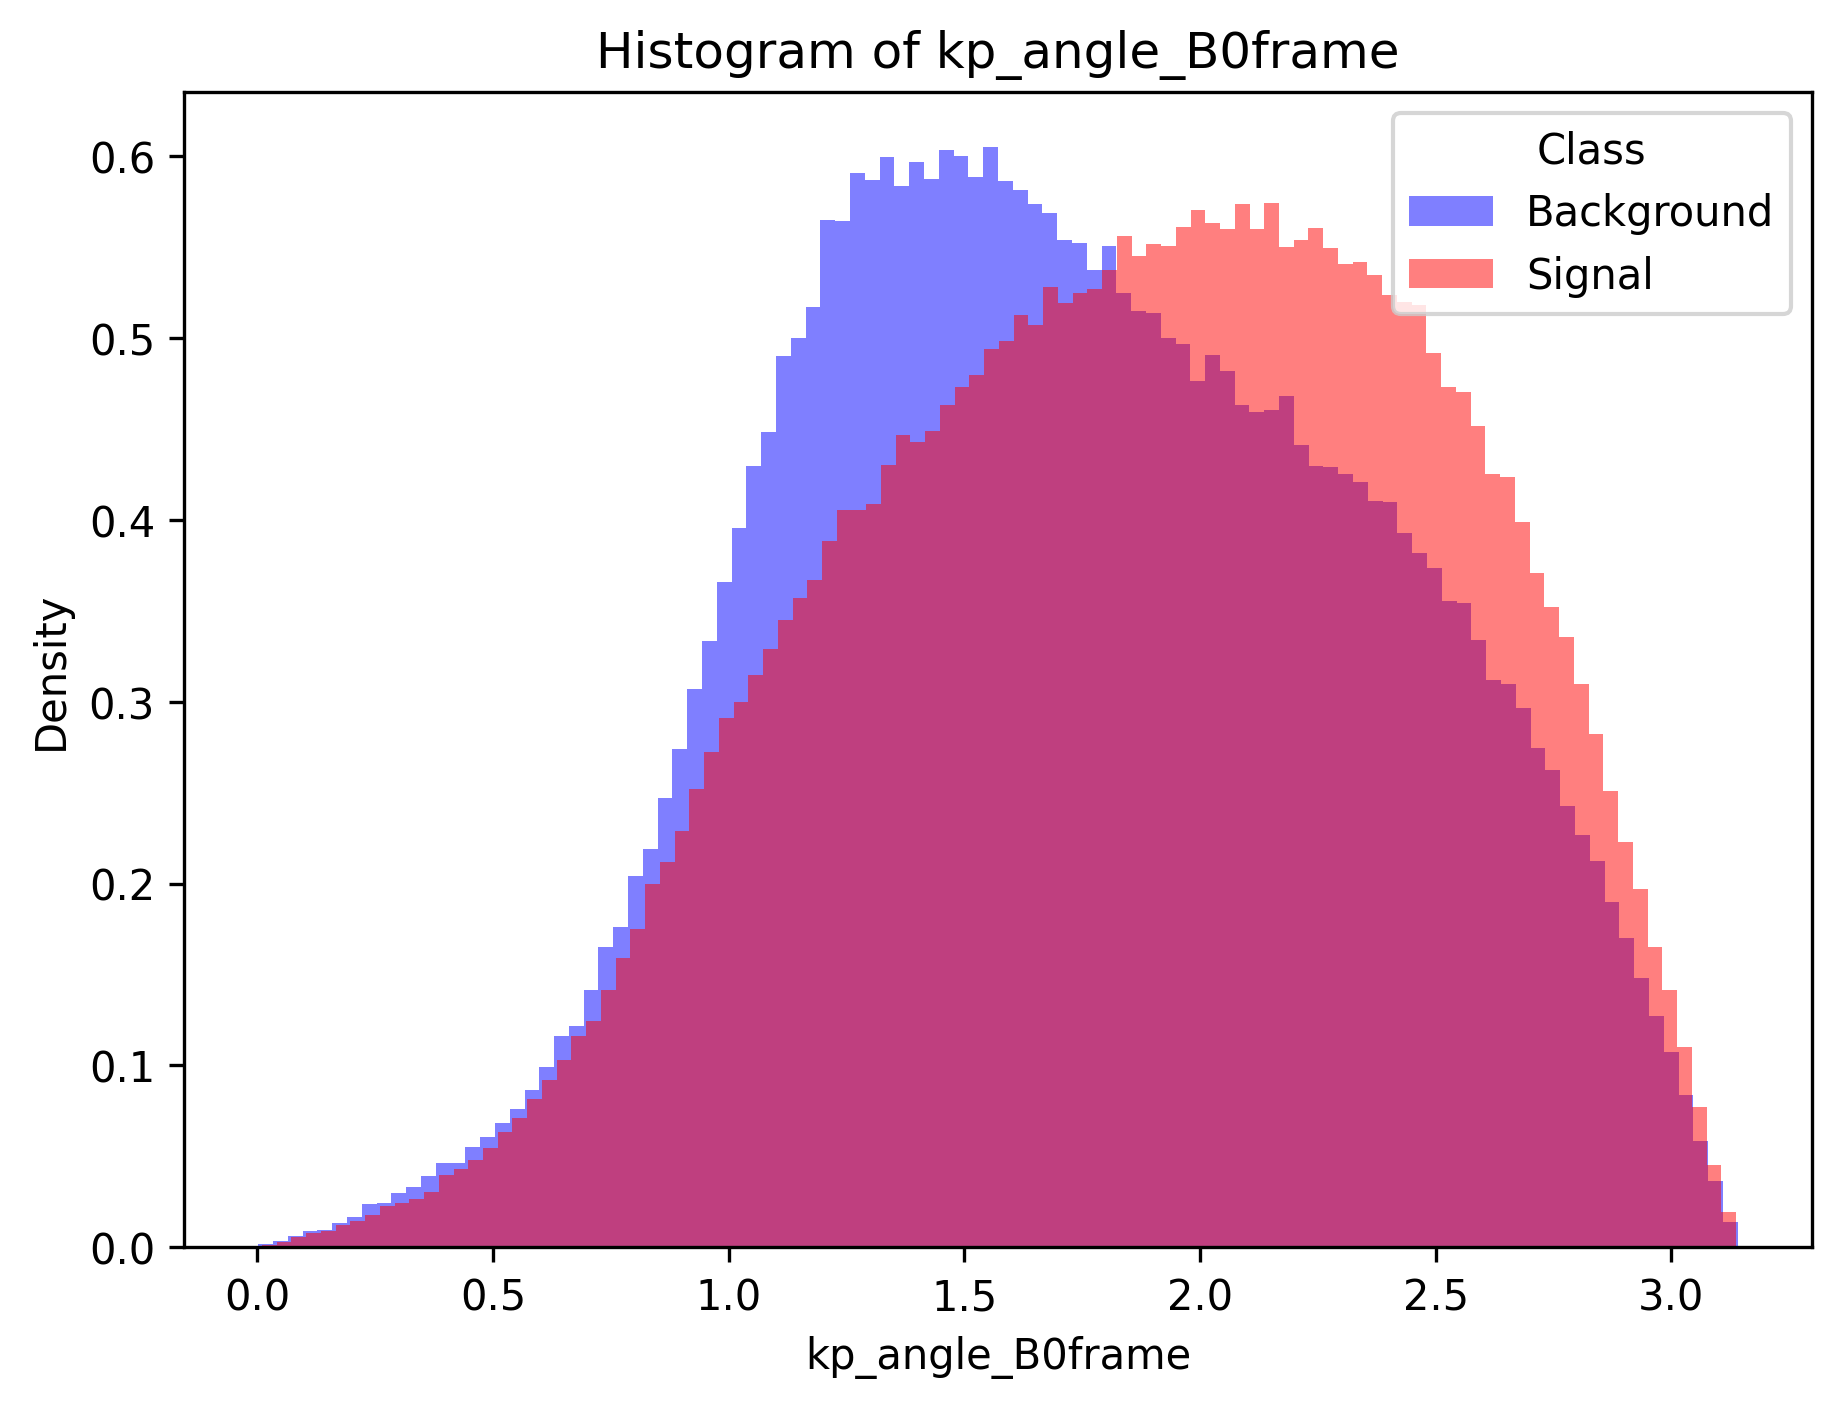 Histogram of kp_angle_B0frame
Class
Background
Signal
Density
0.6
0.5
0.4
0.3
0.2
0.1
0.0
0.0 0.5 1.0 1.5 2.0 2.5 3.0
kp_angle_B0frame